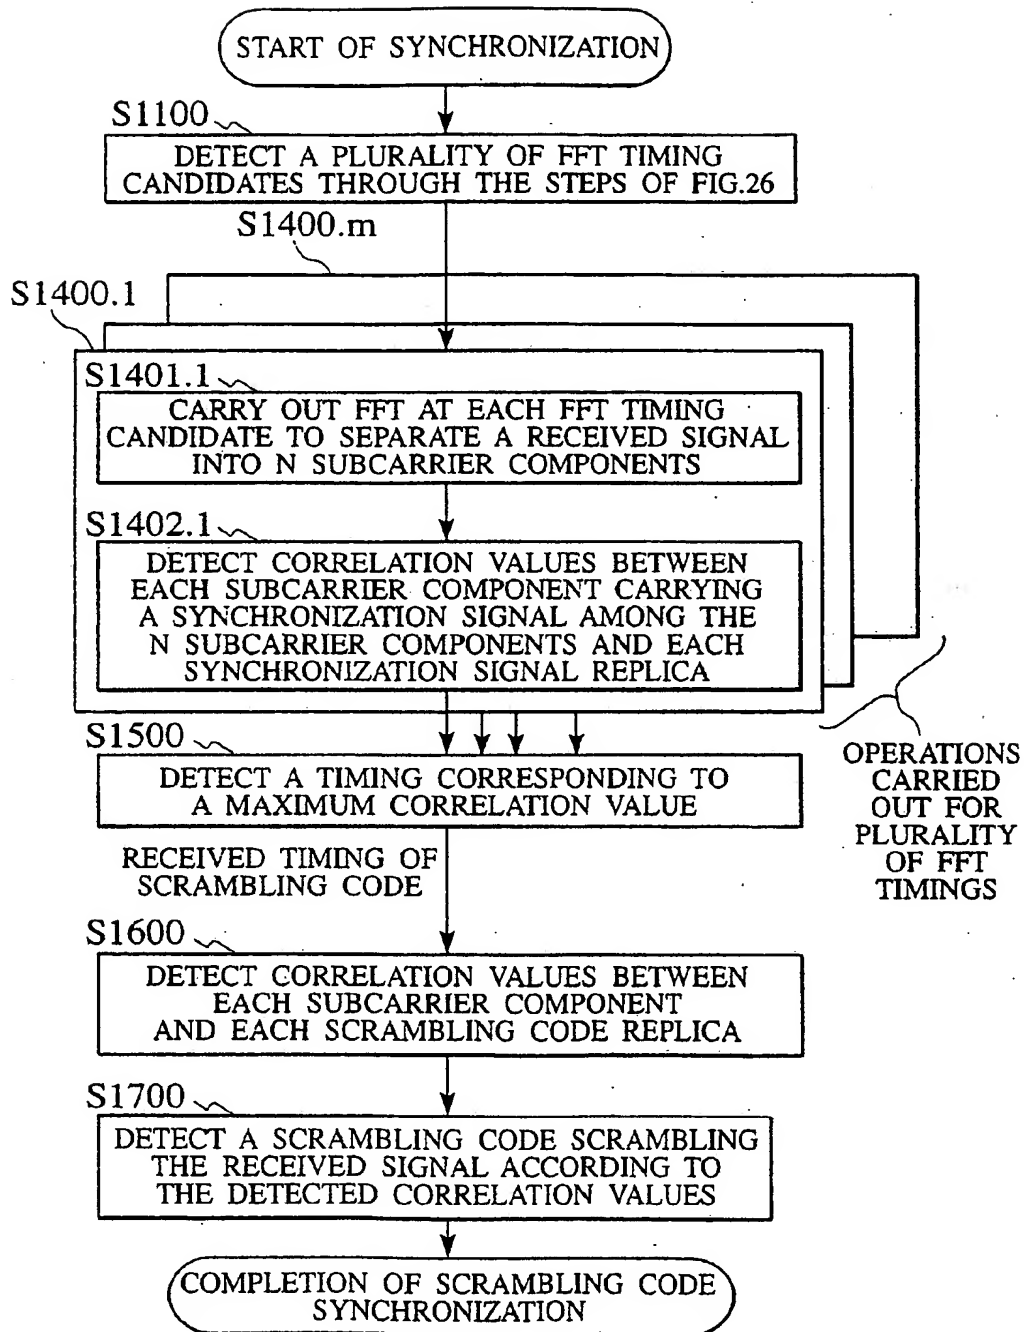 START OF SYNCHRONIZATION
S1100
DETECT A PLURALITY OF FFT TIMING
CANDIDATES THROUGH THE STEPS OF FIG.26
S1400.m
S1400.1
S1401.1
CARRY OUT FFT AT EACH FFT TIMING
CANDIDATE TO SEPARATE A RECEIVED SIGNAL
INTO N SUBCARRIER COMPONENTS
S1402.1
DETECT CORRELATION VALUES BETWEEN
EACH SUBCARRIER COMPONENT CARRYING
A SYNCHRONIZATION SIGNAL AMONG THE
N SUBCARRIER COMPONENTS AND EACH
SYNCHRONIZATION SIGNAL REPLICA
OPERATIONS
CARRIED
OUT FOR
PLURALITY
OF FFT
TIMINGS
S1500
DETECT A TIMING CORRESPONDING TO
A MAXIMUM CORRELATION VALUE
RECEIVED TIMING OF
SCRAMBLING CODE
S1600
DETECT CORRELATION VALUES BETWEEN
EACH SUBCARRIER COMPONENT
AND EACH SCRAMBLING CODE REPLICA
S1700
DETECT A SCRAMBLING CODE SCRAMBLING
THE RECEIVED SIGNAL ACCORDING TO
THE DETECTED CORRELATION VALUES
COMPLETION OF SCRAMBLING CODE
SYNCHRONIZATION